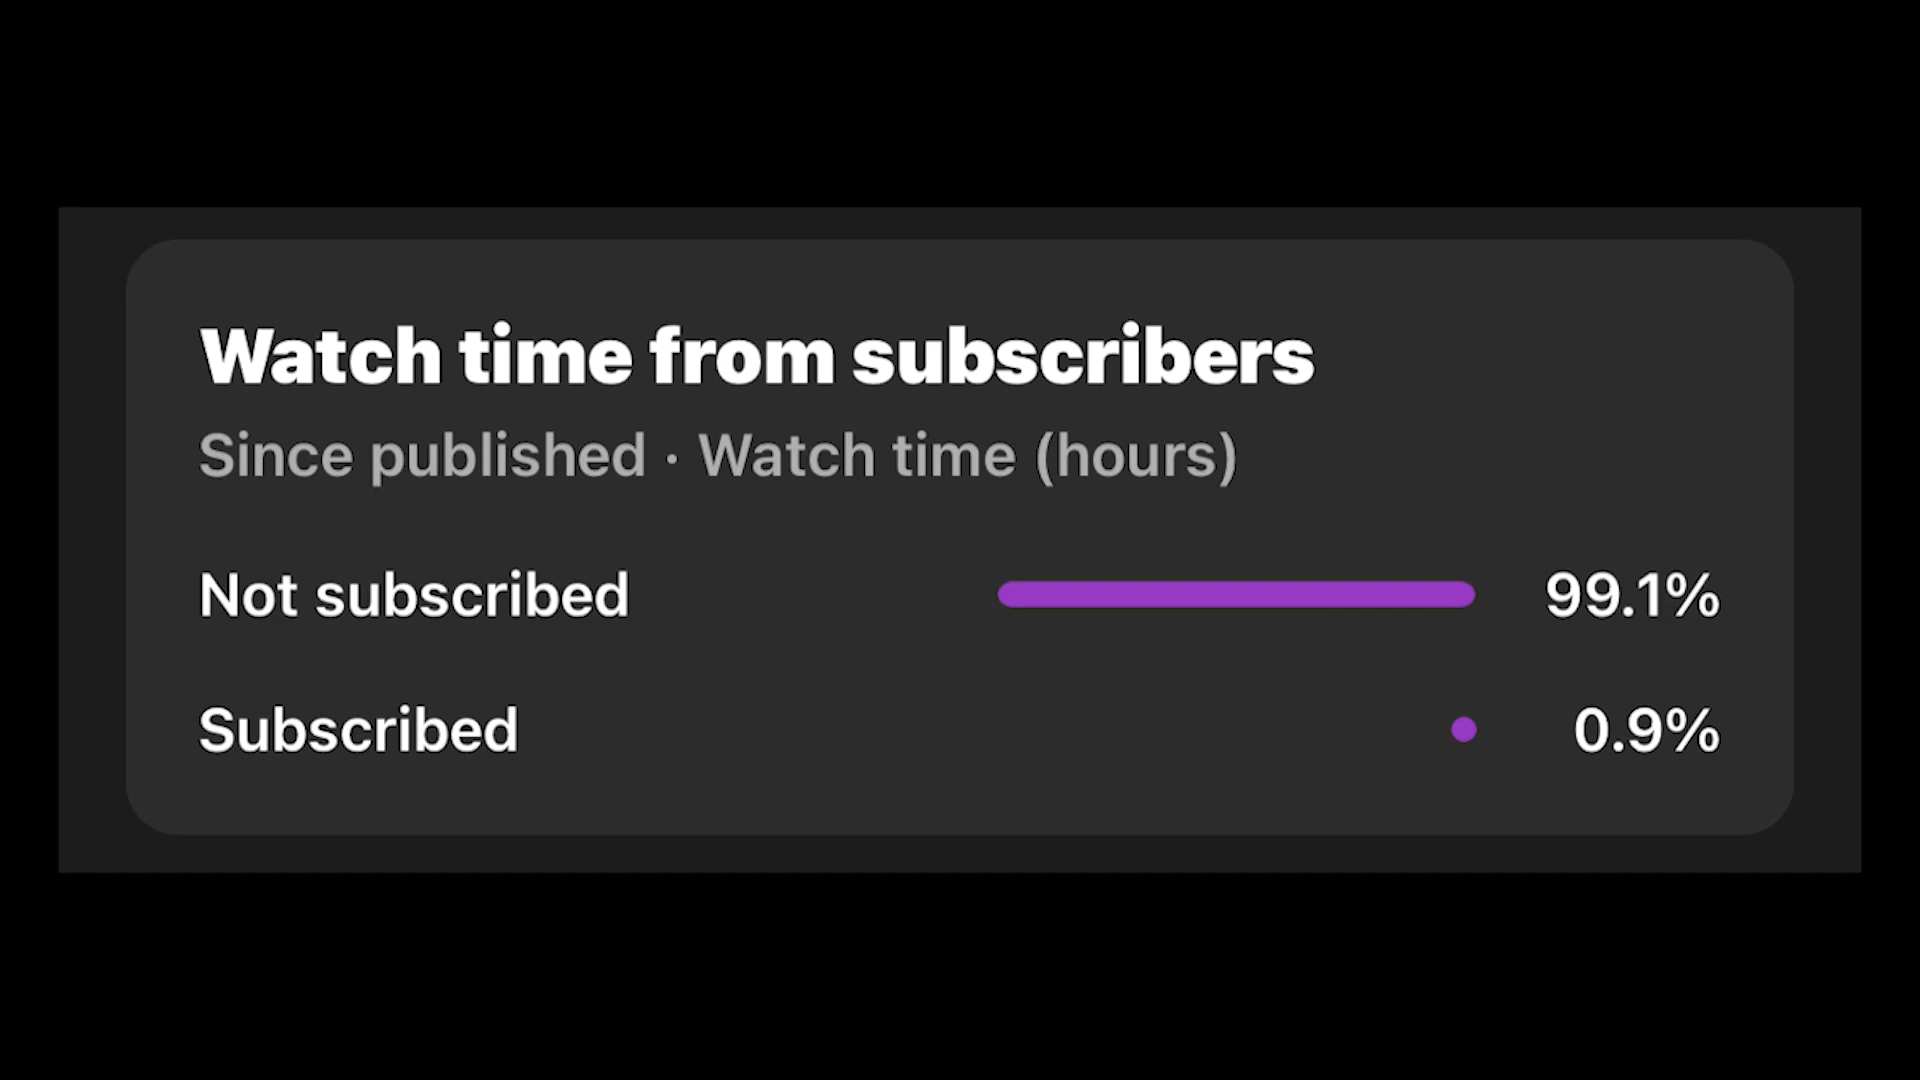 Watch time from subscribers
Since published · Watch time (hours)
Not subscribed 99.1%
Subscribed 0.9%